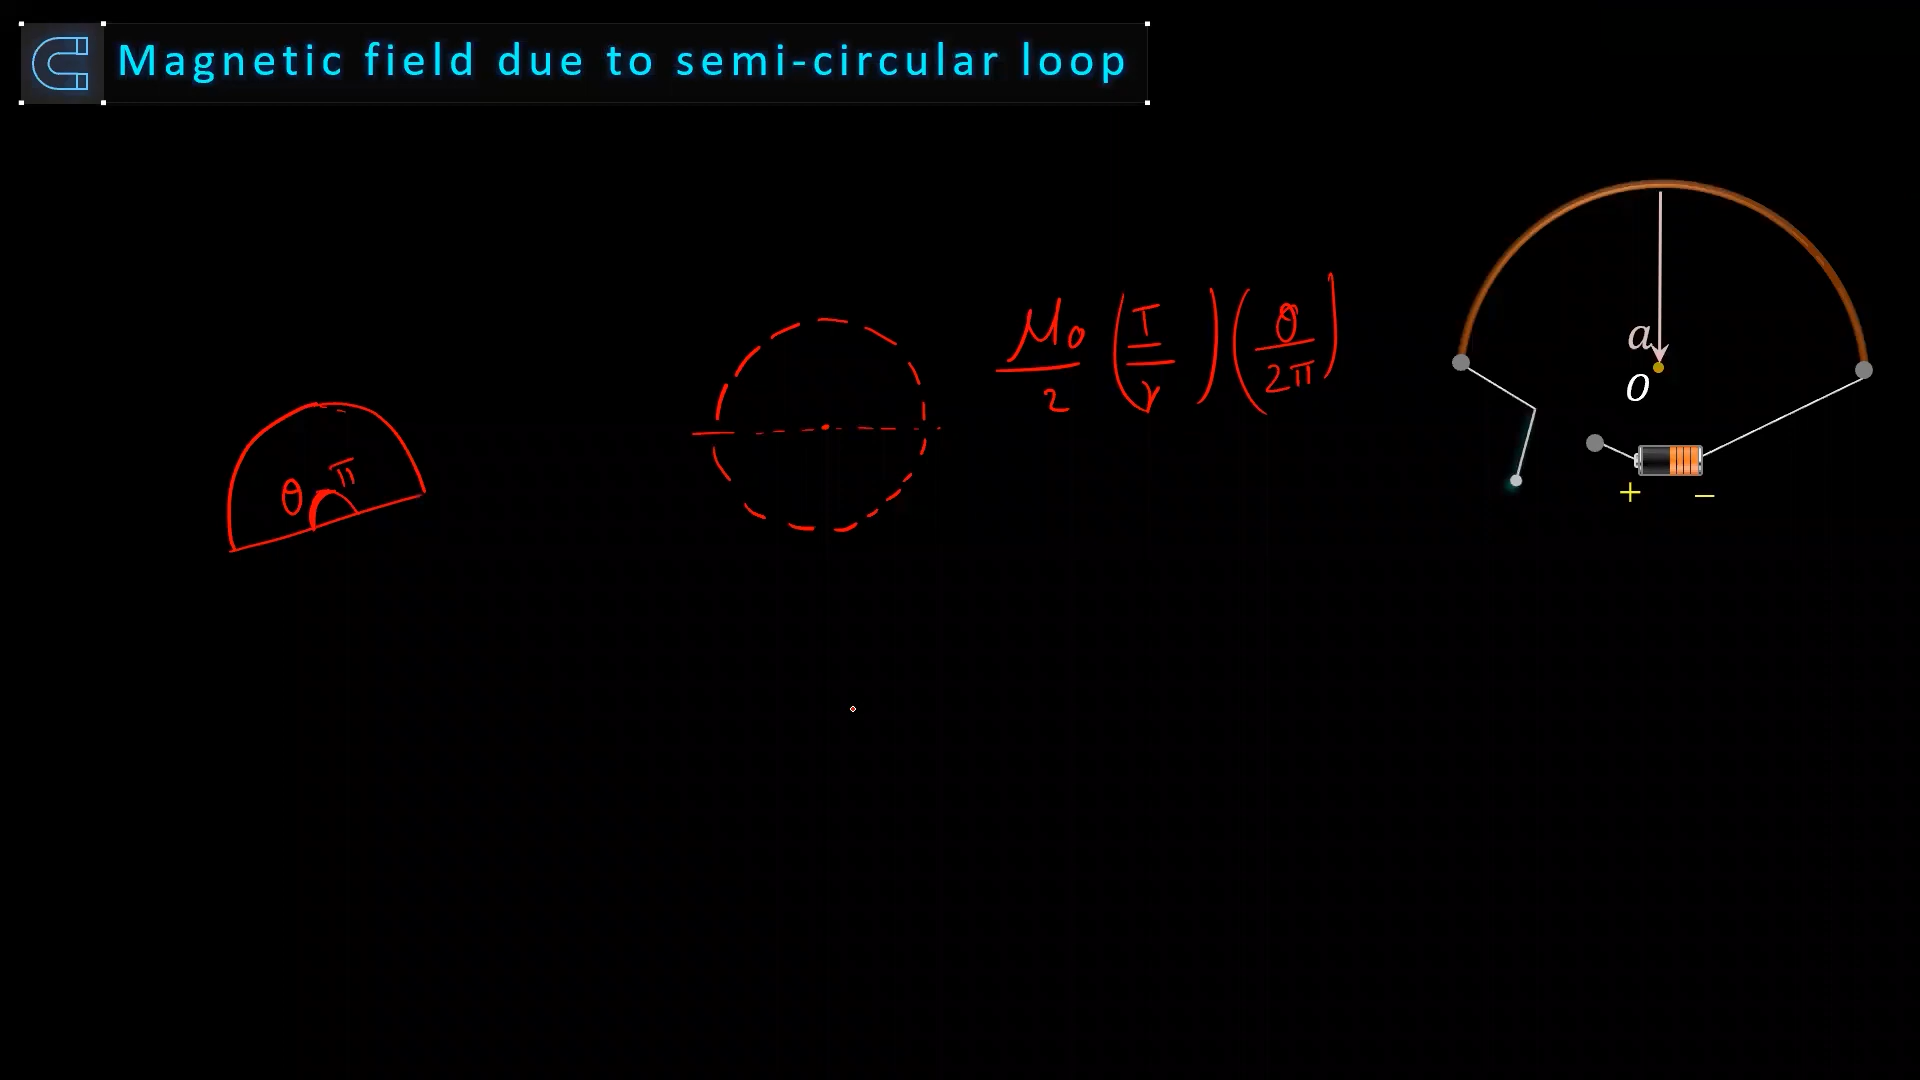 Magnetic field due to semi-circular loop
μ₀/2 (I/r) (θ/2π)
a
O
θ π
+ −